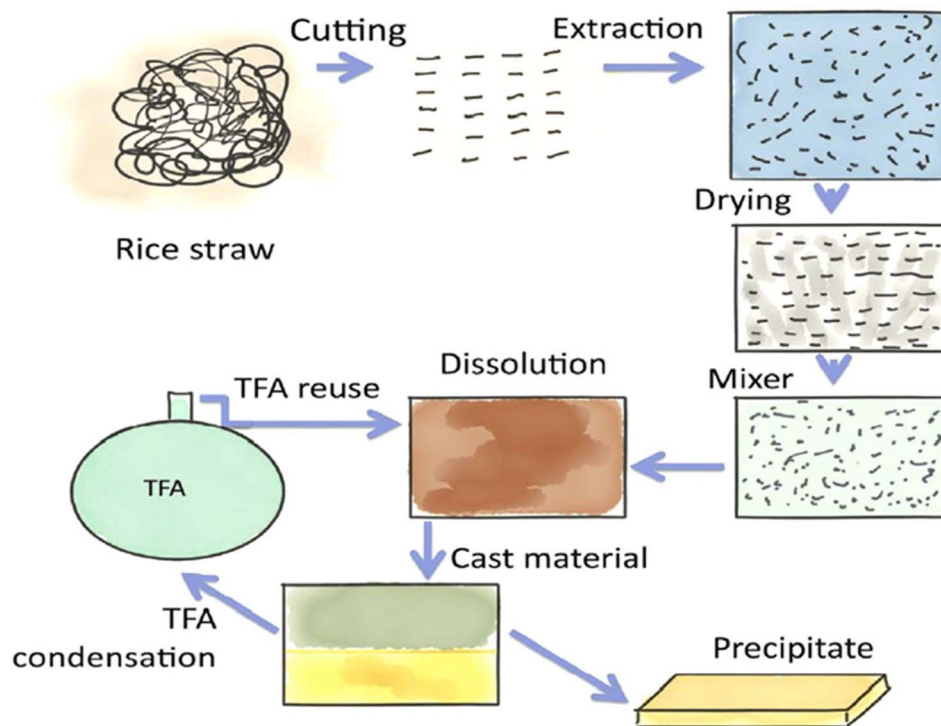 Cutting
Extraction
Rice straw
Drying
Mixer
Dissolution
TFA reuse
TFA
Cast material
TFA
condensation
Precipitate